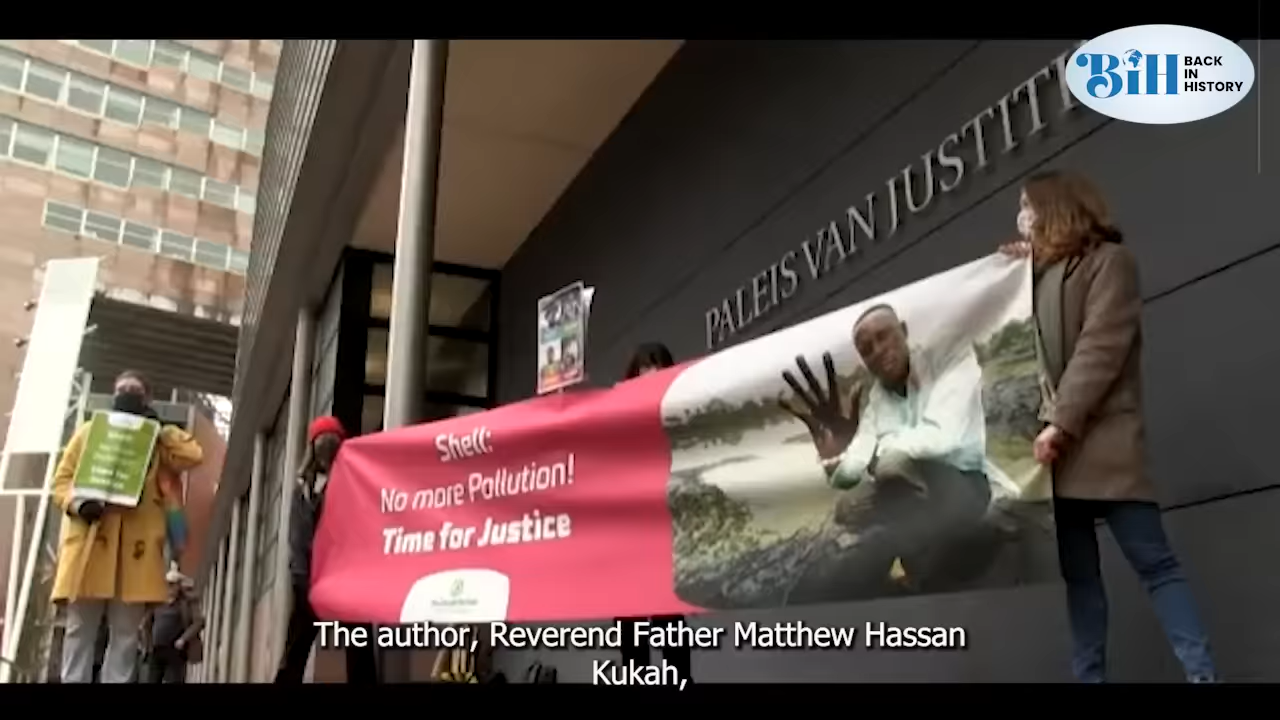 BiH
BACK
IN
HISTORY
PALEIS VAN JUSTITI
Shell:
No more Pollution!
Time for Justice
The author, Reverend Father Matthew Hassan
Kukah,